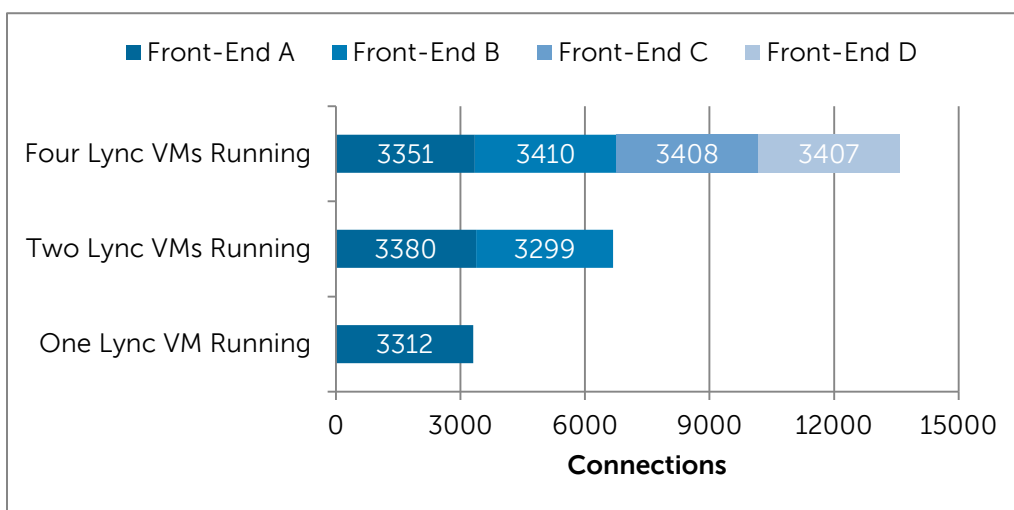 Front-End A Front-End B Front-End C Front-End D
Four Lync VMs Running 3351 3410 3408 3407
Two Lync VMs Running 3380 3299
One Lync VM Running 3312
0 3000 6000 9000 12000 15000
Connections